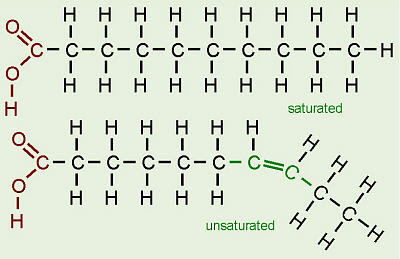 H H H H H H H H H
O
C C C C C C C C C C H
O H H H H H H H H H
H saturated
H H H H H H
O H
C C C C C C C H
C H
O H H H H H C
C
H unsaturated H H
H